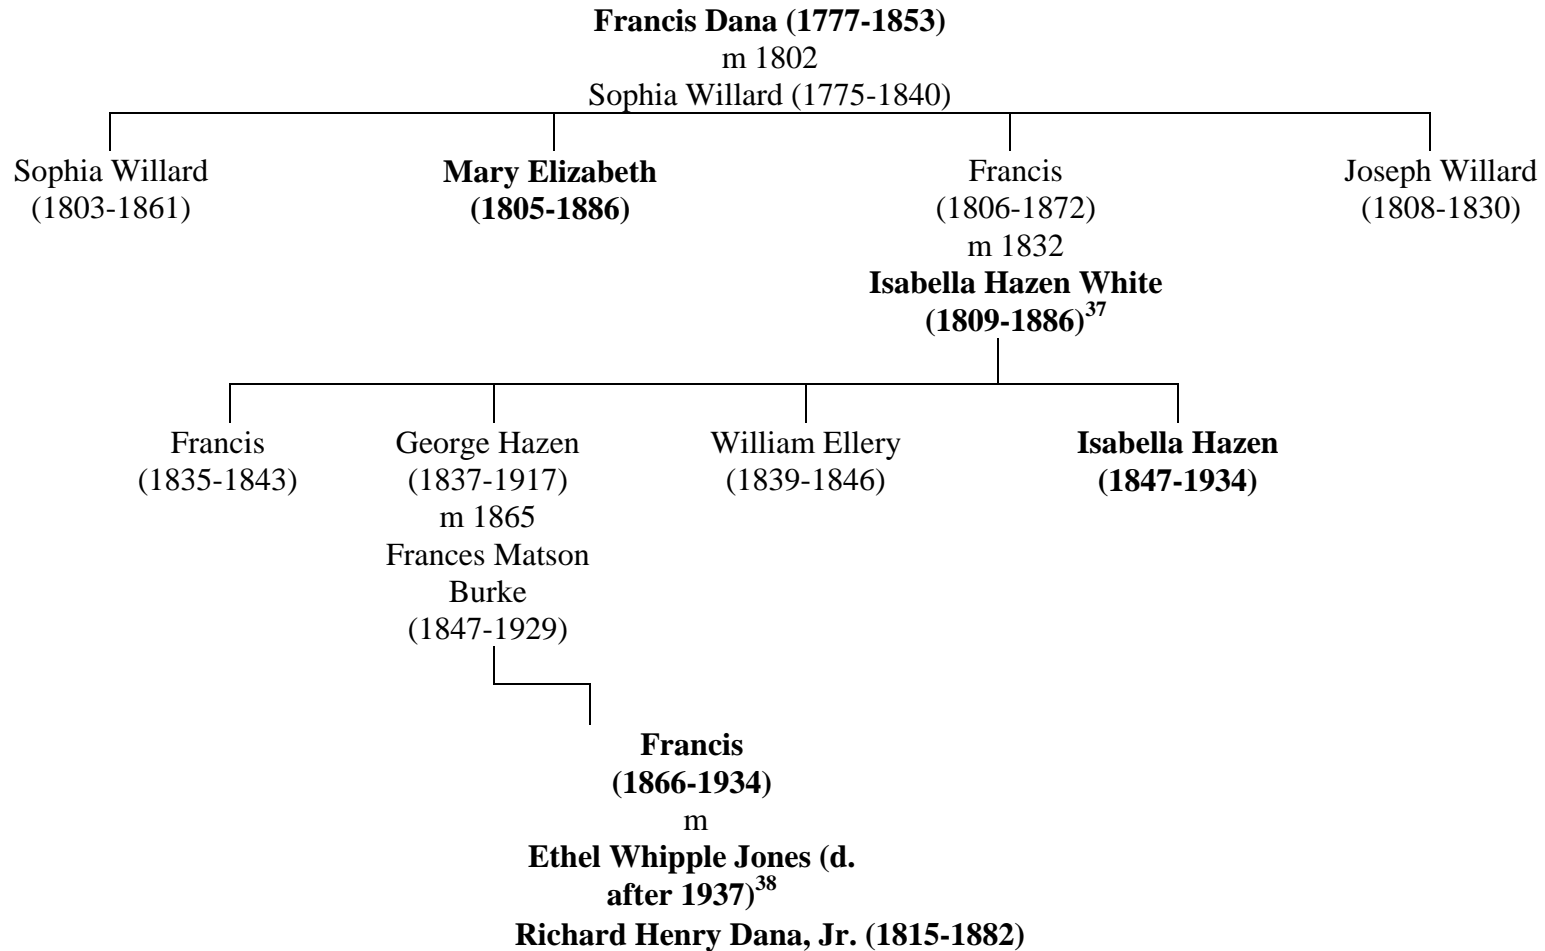 Francis Dana (1777-1853)
m 1802
Sophia Willard (1775-1840)
Sophia Willard
(1803-1861)
Mary Elizabeth
(1805-1886)
Francis
(1806-1872)
m 1832
Isabella Hazen White
(1809-1886)37
Joseph Willard
(1808-1830)
Francis
(1835-1843)
George Hazen
(1837-1917)
m 1865
Frances Matson
Burke
(1847-1929)
William Ellery
(1839-1846)
Isabella Hazen
(1847-1934)
Francis
(1866-1934)
m
Ethel Whipple Jones (d.
after 1937)38
Richard Henry Dana, Jr. (1815-1882)